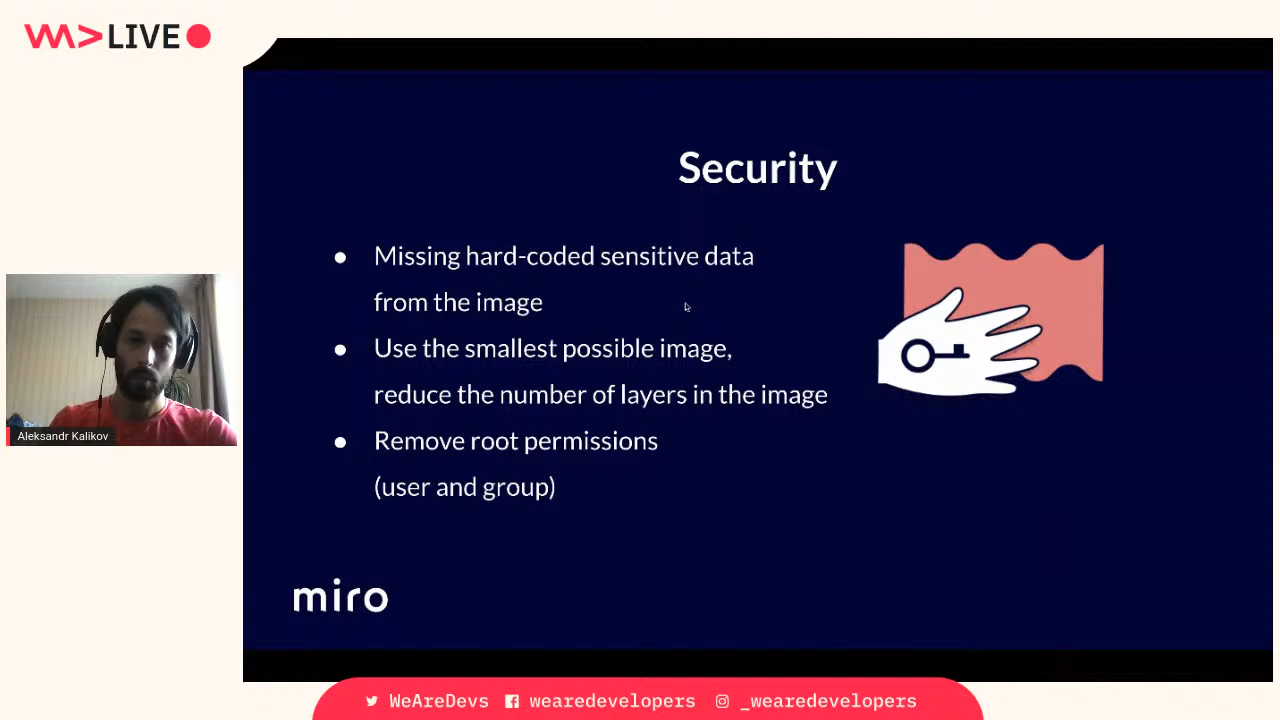 WA>LIVE
Security
● Missing hard-coded sensitive data
from the image
● Use the smallest possible image,
reduce the number of layers in the image
● Remove root permissions
(user and group)
Aleksandr Kalikov
miro
WeAreDevs wearedevelopers _wearedevelopers